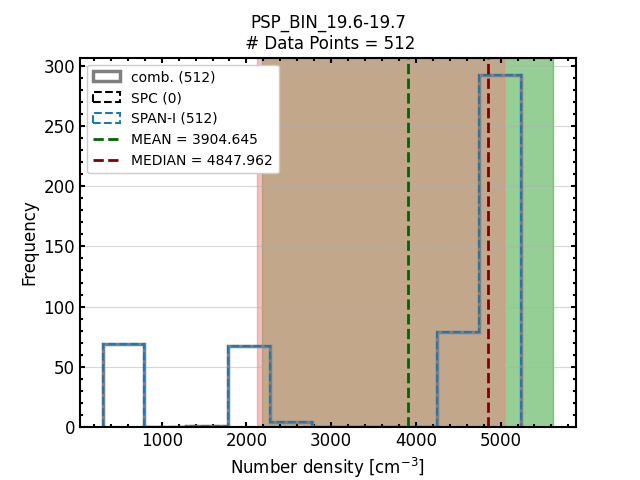 PSP_BIN_19.6-19.7
# Data Points = 512
comb. (512)
SPC (0)
SPAN-I (512)
MEAN = 3904.645
MEDIAN = 4847.962
Frequency
300
250
200
150
100
50
0
1000 2000 3000 4000 5000
Number density [cm⁻³]